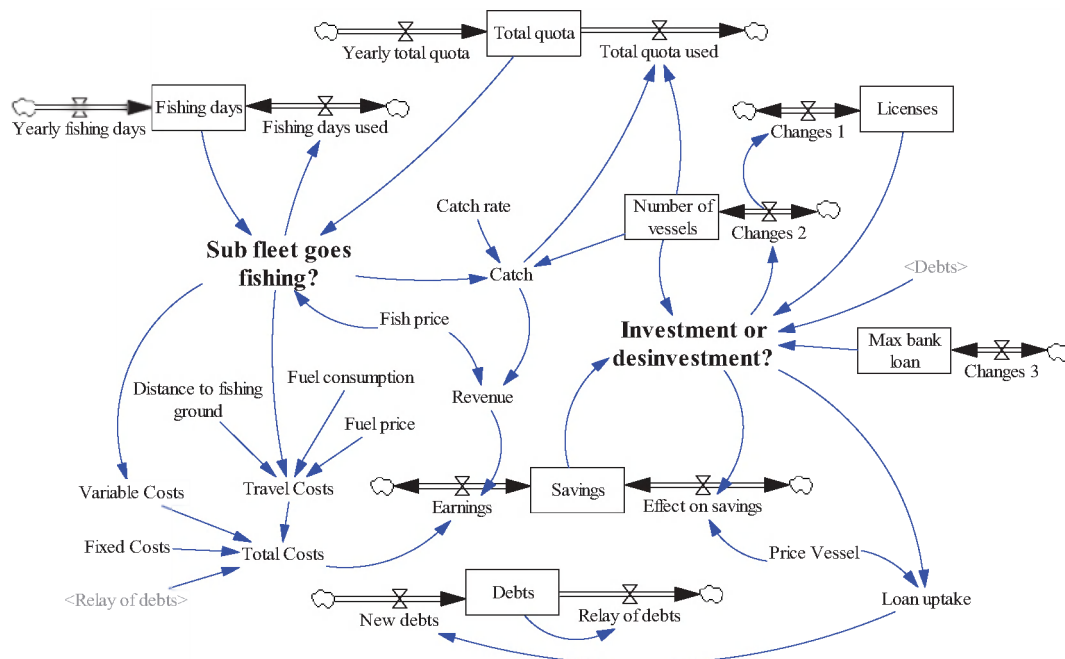 Total quota
Yearly total quota
Total quota used
Fishing days
Yearly fishing days
Fishing days used
Licenses
Changes 1
Number of
vessels
Changes 2
Catch rate
Sub fleet goes
fishing?
Catch
<Debts>
Fish price
Investment or
desinvestment?
Max bank
loan
Changes 3
Fuel consumption
Distance to fishing
ground
Revenue
Fuel price
Variable Costs
Travel Costs
Savings
Earnings
Effect on savings
Fixed Costs
Total Costs
Price Vessel
<Relay of debts>
Debts
New debts
Relay of debts
Loan uptake